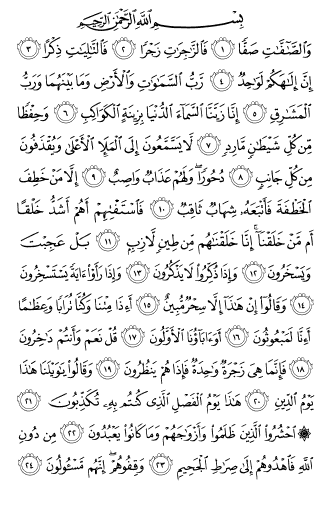 بِسْمِ ٱللَّهِ ٱلرَّحْمَٰنِ ٱلرَّحِيمِ
وَٱلصَّٰٓفَّٰتِ صَفًّا ١ فَٱلزَّٰجِرَٰتِ زَجْرًا ٢ فَٱلتَّٰلِيَٰتِ ذِكْرًا ٣
إِنَّ إِلَٰهَكُمْ لَوَٰحِدٌ ٤ رَّبُّ ٱلسَّمَٰوَٰتِ وَٱلْأَرْضِ وَمَا بَيْنَهُمَا وَرَبُّ
ٱلْمَشَٰرِقِ ٥ إِنَّا زَيَّنَّا ٱلسَّمَآءَ ٱلدُّنْيَا بِزِينَةٍ ٱلْكَوَاكِبِ ٦ وَحِفْظًا
مِّن كُلِّ شَيْطَٰنٍ مَّارِدٍ ٧ لَّا يَسَّمَّعُونَ إِلَى ٱلْمَلَإِ ٱلْأَعْلَىٰ وَيُقْذَفُونَ
مِن كُلِّ جَانِبٍ ٨ دُحُورًا ۖ وَلَهُمْ عَذَابٌ وَاصِبٌ ٩ إِلَّا مَنْ خَطِفَ
ٱلْخَطْفَةَ فَأَتْبَعَهُۥ شِهَابٌ ثَاقِبٌ ١٠ فَٱسْتَفْتِهِمْ أَهُمْ أَشَدُّ خَلْقًا
أَم مَّنْ خَلَقْنَآ ۚ إِنَّا خَلَقْنَٰهُم مِّن طِينٍ لَّازِبٍۭ ١١ بَلْ عَجِبْتَ
وَيَسْخَرُونَ ١٢ وَإِذَا ذُكِّرُوا۟ لَا يَذْكُرُونَ ١٣ وَإِذَا رَأَوْا۟ ءَايَةً يَسْتَسْخِرُونَ
١٤ وَقَالُوٓا۟ إِنْ هَٰذَآ إِلَّا سِحْرٌ مُّبِينٌ ١٥ أَءِذَا مِتْنَا وَكُنَّا تُرَابًا وَعِظَٰمًا
أَءِنَّا لَمَبْعُوثُونَ ١٦ أَوَءَابَآؤُنَا ٱلْأَوَّلُونَ ١٧ قُلْ نَعَمْ وَأَنتُمْ دَٰخِرُونَ
١٨ فَإِنَّمَا هِىَ زَجْرَةٌ وَٰحِدَةٌ فَإِذَا هُمْ يَنظُرُونَ ١٩ وَقَالُوا۟ يَٰوَيْلَنَا هَٰذَا
يَوْمُ ٱلدِّينِ ٢٠ هَٰذَا يَوْمُ ٱلْفَصْلِ ٱلَّذِى كُنتُم بِهِۦ تُكَذِّبُونَ ٢١
۞ ٱحْشُرُوا۟ ٱلَّذِينَ ظَلَمُوا۟ وَأَزْوَٰجَهُمْ وَمَا كَانُوا۟ يَعْبُدُونَ ٢٢ مِن دُونِ
ٱللَّهِ فَٱهْدُوهُمْ إِلَىٰ صِرَٰطِ ٱلْجَحِيمِ ٢٣ وَقِفُوهُمْ ۖ إِنَّهُم مَّسْـُٔولُونَ ٢٤